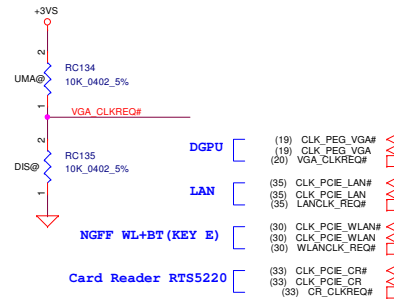 +3VS
2
UMA@
RC134
10K_0402_5%
1
VGA_CLKREQ#
2
DIS@
RC135
10K_0402_5%
1
DGPU
(19) CLK_PEG_VGA#
(19) CLK_PEG_VGA
(20) VGA_CLKREQ#
LAN
(35) CLK_PCIE_LAN#
(35) CLK_PCIE_LAN
(35) LANCLK_REQ#
NGFF WL+BT(KEY E)
(30) CLK_PCIE_WLAN#
(30) CLK_PCIE_WLAN
(30) WLANCLK_REQ#
Card Reader RTS5220
(33) CLK_PCIE_CR#
(33) CLK_PCIE_CR
(33) CR_CLKREQ#